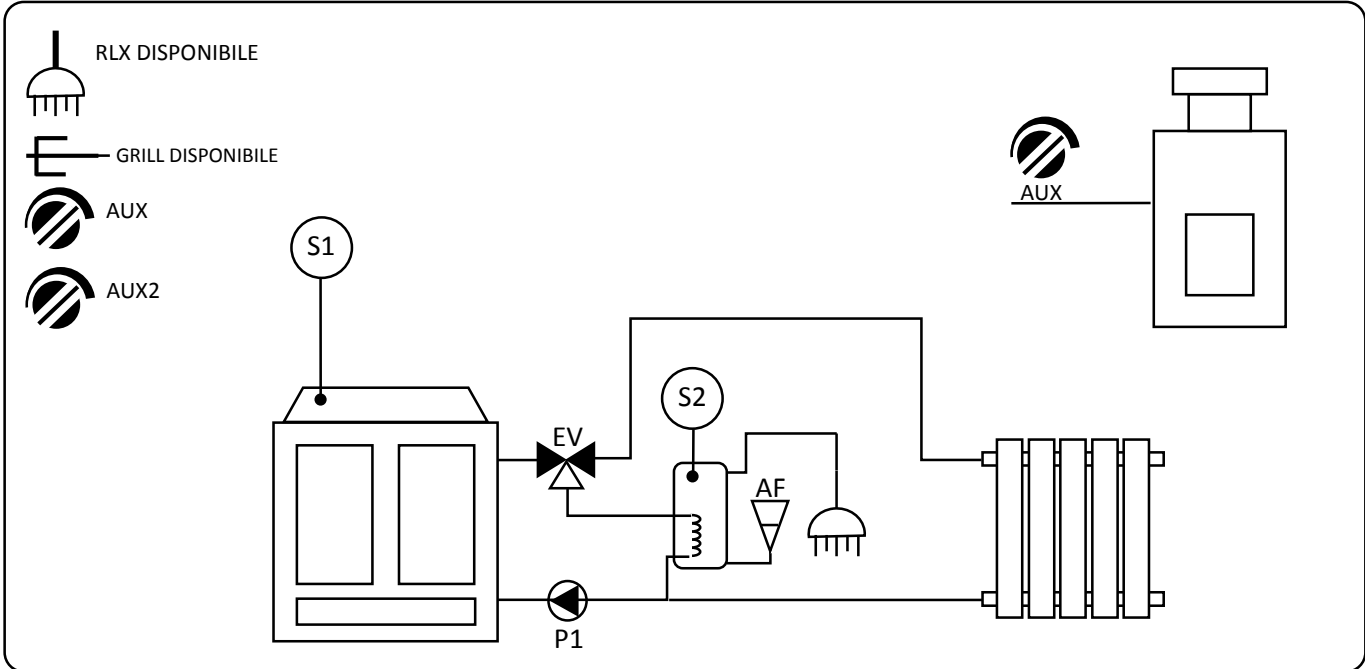 RLX DISPONIBILE
GRILL DISPONIBILE
AUX
AUX2
S1
AUX
EV
S2
AF
P1